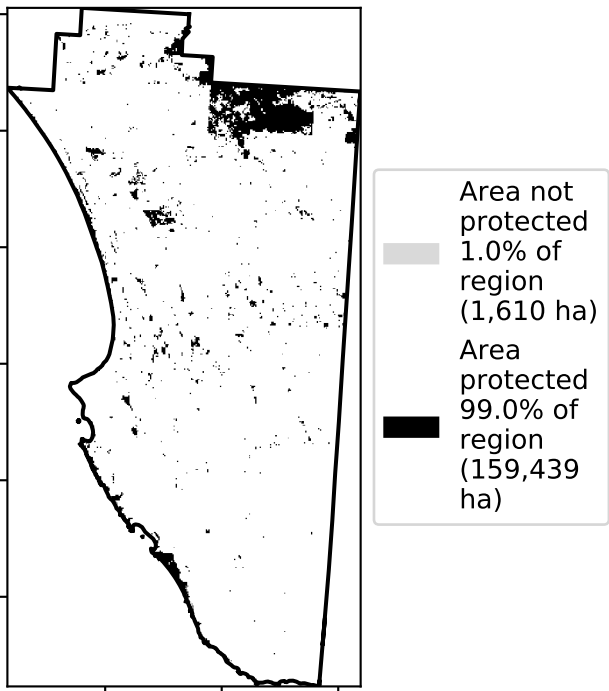 Area not
protected
1.0% of
region
(1,610 ha)
Area
protected
99.0% of
region
(159,439
ha)